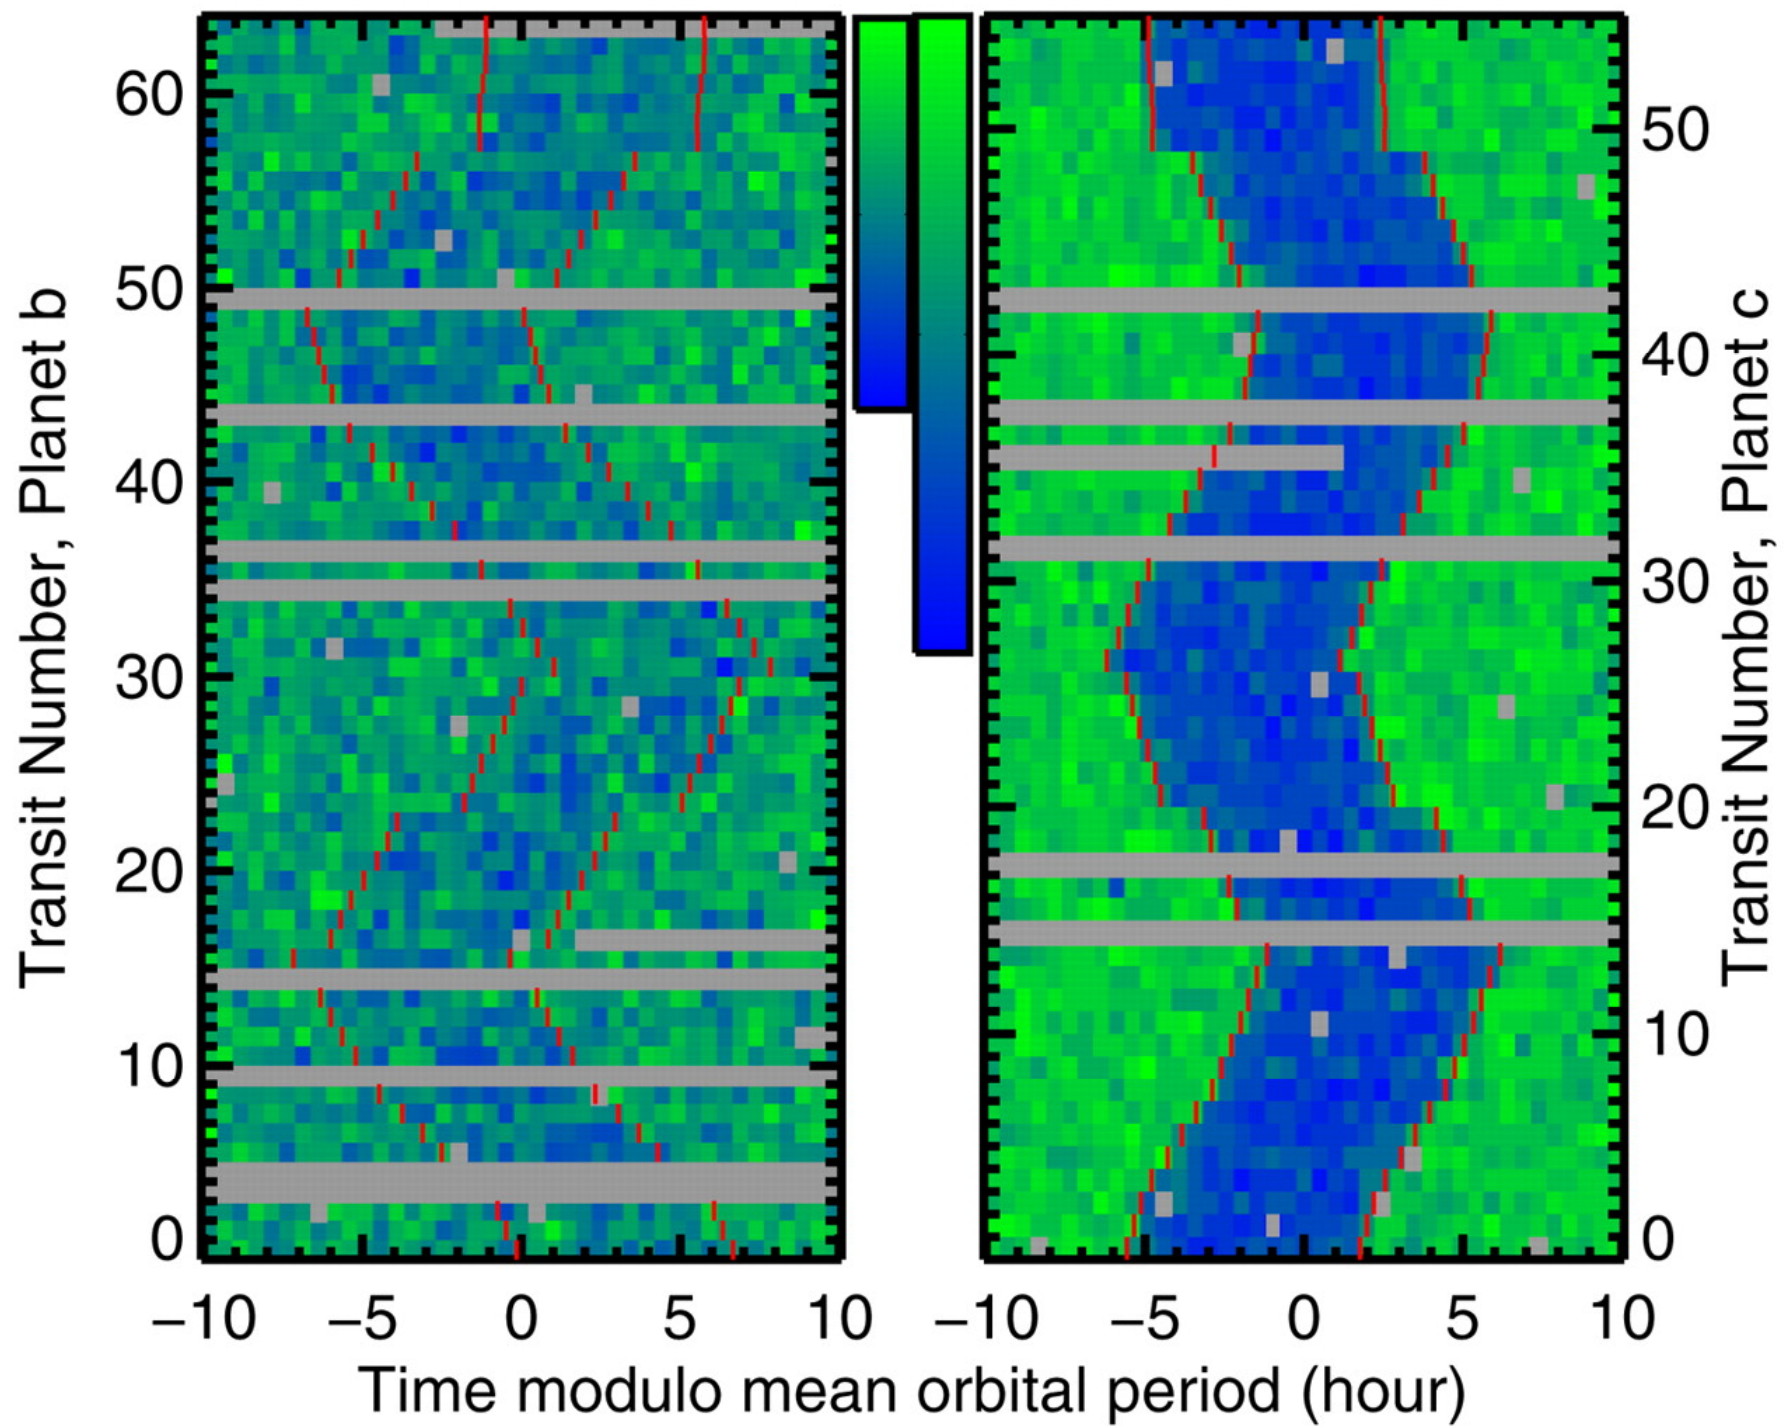 Transit Number, Planet b
60
50
40
30
20
10
0
−10 −5 0 5 10
50
40
30
20
10
0
Transit Number, Planet c
−10 −5 0 5 10
Time modulo mean orbital period (hour)